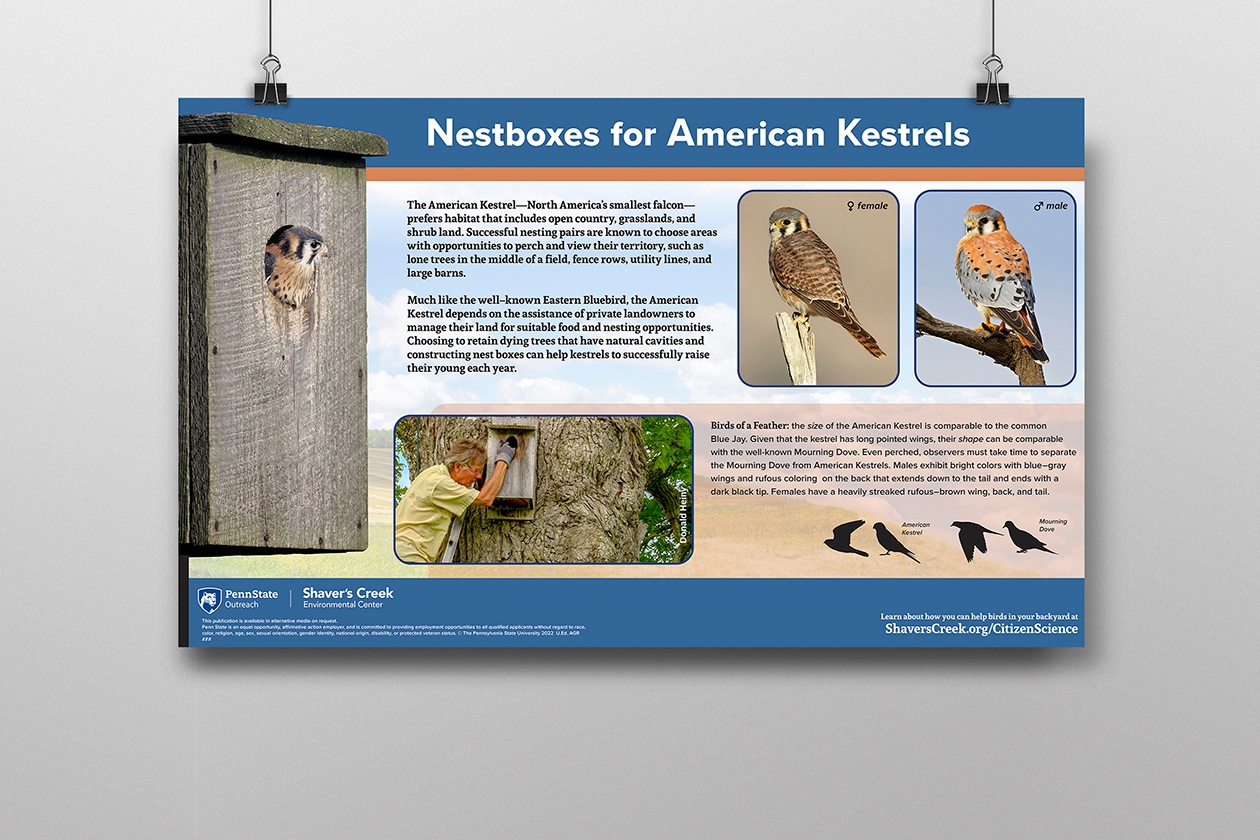 Nestboxes for American Kestrels
The American Kestrel—North America's smallest falcon—
prefers habitat that includes open country, grasslands, and
shrub land. Successful nesting pairs are known to choose areas
with opportunities to perch and view their territory, such as
lone trees in the middle of a field, fence rows, utility lines, and
large barns.
Much like the well–known Eastern Bluebird, the American
Kestrel depends on the assistance of private landowners to
manage their land for suitable food and nesting opportunities.
Choosing to retain dying trees that have natural cavities and
constructing nest boxes can help kestrels to successfully raise
their young each year.
♀ female
♂ male
Donald Heintz
Birds of a Feather: the size of the American Kestrel is comparable to the common
Blue Jay. Given that the kestrel has long pointed wings, their shape can be comparable
with the well-known Mourning Dove. Even perched, observers must take time to separate
the Mourning Dove from American Kestrels. Males exhibit bright colors with blue–gray
wings and rufous coloring on the back that extends down to the tail and ends with a
dark black tip. Females have a heavily streaked rufous–brown wing, back, and tail.
American
Kestrel
Mourning
Dove
PennState
Outreach
Shaver's Creek
Environmental Center
This publication is available in alternative media on request.
Penn State is an equal opportunity, affirmative action employer, and is committed to providing employment opportunities to all qualified applicants without regard to race,
color, religion, age, sex, sexual orientation, gender identity, national origin, disability, or protected veteran status. © The Pennsylvania State University 2022 U.Ed. AGR
###
Learn about how you can help birds in your backyard at
ShaversCreek.org/CitizenScience